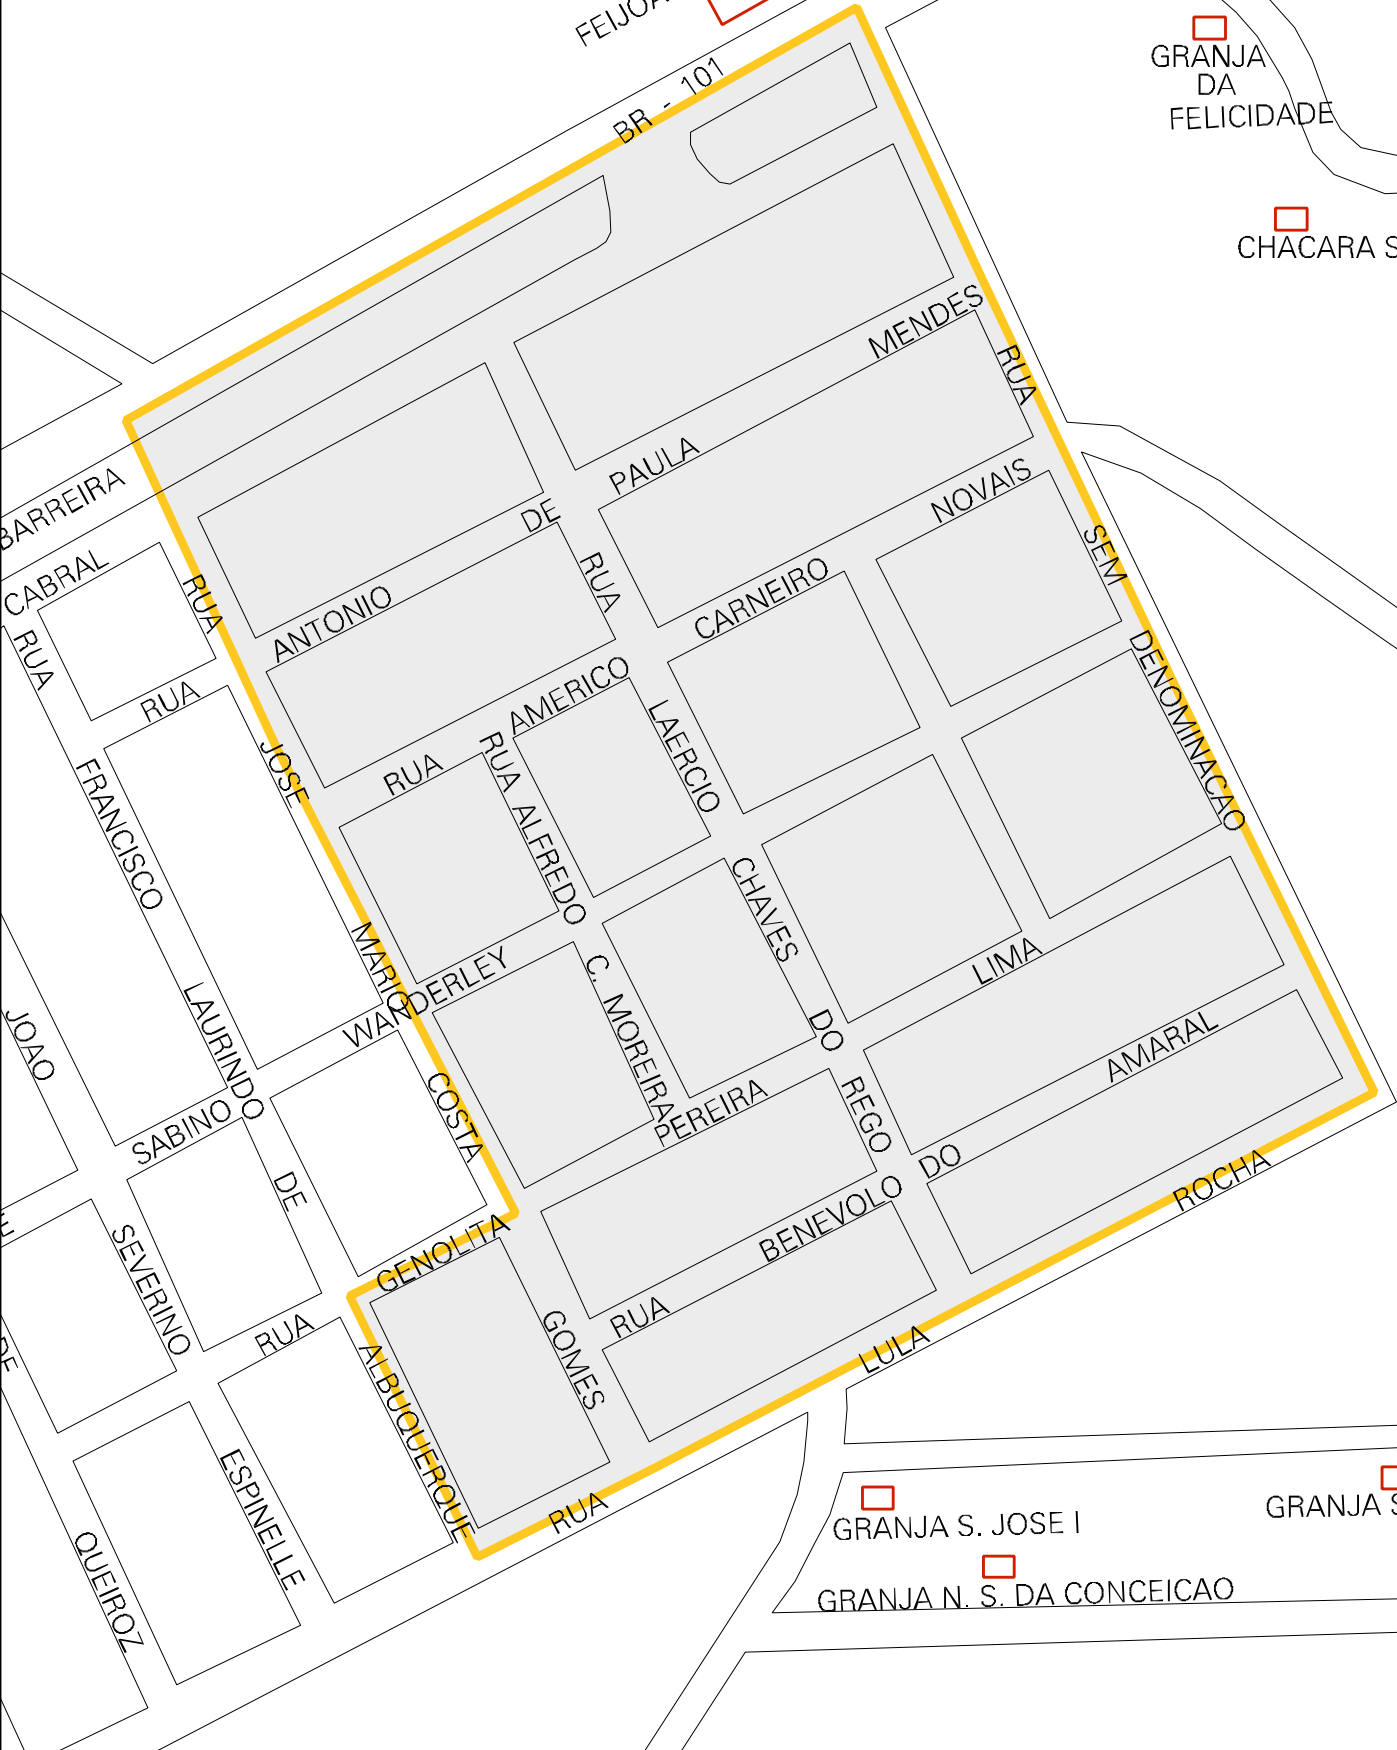 BR - 101
GRANJA
DA
FELICIDADE
CHACARA
BARREIRA
CABRAL
RUA ANTONIO DE PAULA MENDES
RUA AMERICO CARNEIRO NOVAIS
RUA SEM DENOMINACAO
RUA LAERCIO CHAVES DO REGO GOMES
RUA JOSE MARIO COSTA
RUA ALFREDO C. MOREIRA
RUA FRANCISCO LAURINDO DE ALBUQUERQUE
SABINO WANDERLEY
RUA GENOLITA PEREIRA LIMA
RUA BENEVOLO DO AMARAL
RUA LULA ROCHA
JOAO
SEVERINO ESPINELLE
QUEIROZ
GRANJA S. JOSE I
GRANJA
GRANJA N. S. DA CONCEICAO